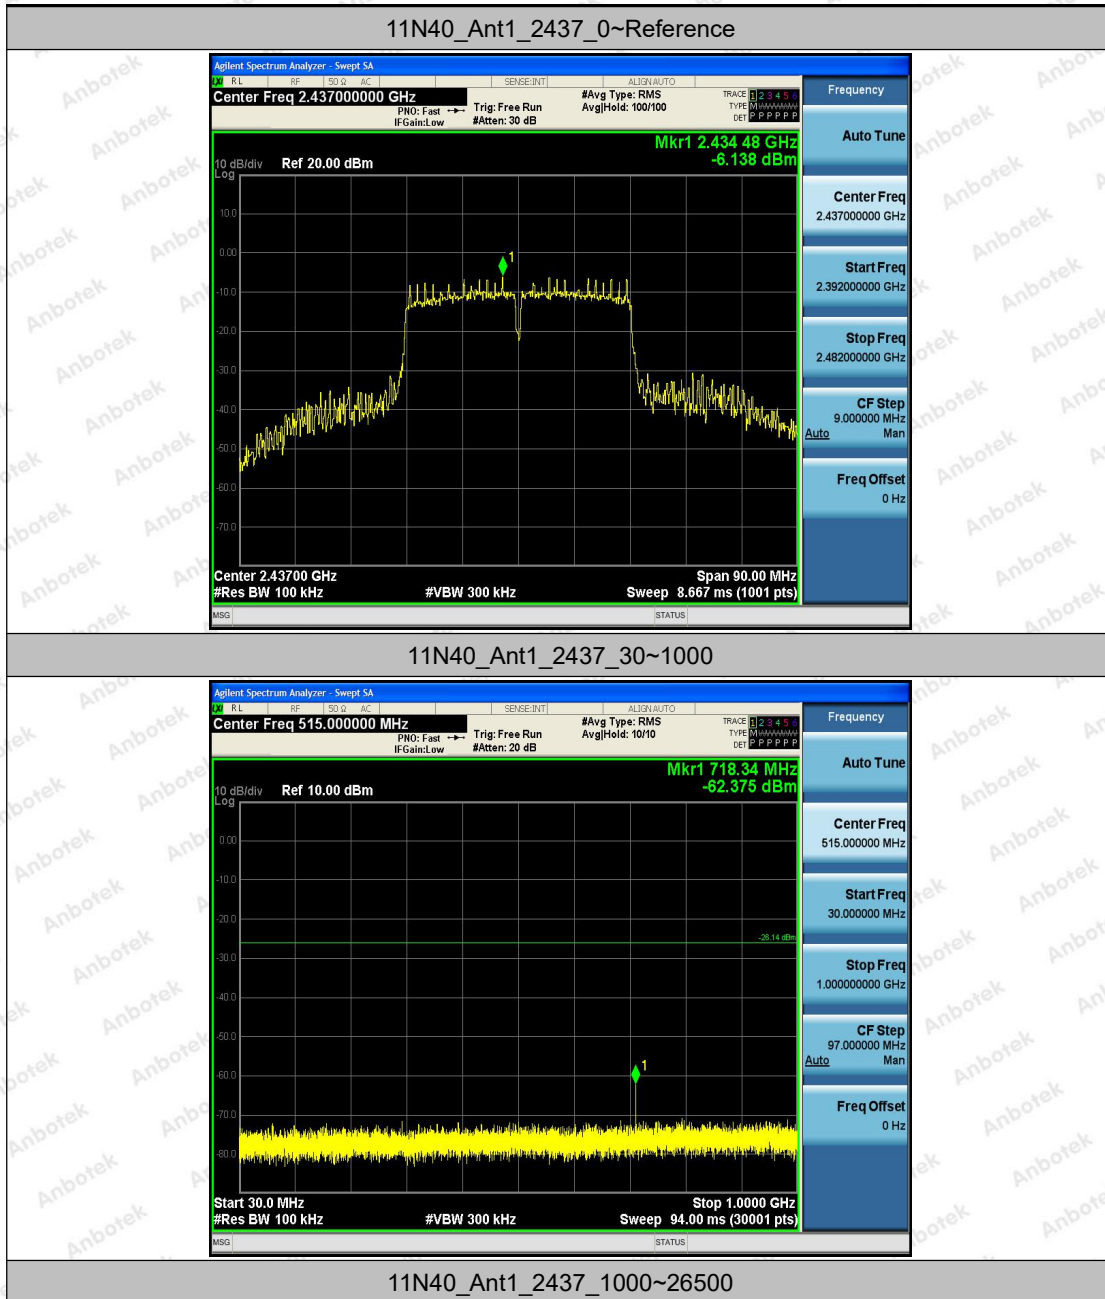 11N40_Ant1_2437_0~Reference
Agilent Spectrum Analyzer - Swept SA
RL RF 50 Ω AC SENSE:INT ALIGN AUTO
Center Freq 2.437000000 GHz
PNO: Fast
IFGain:Low
Trig: Free Run
#Atten: 30 dB
#Avg Type: RMS
Avg|Hold: 100/100
TRACE 1 2 3 4 5 6
TYPE M
DET P P P P P P
Mkr1 2.434 48 GHz
-6.138 dBm
10 dB/div Ref 20.00 dBm
Log
10.0
0.00
-10.0
-20.0
-30.0
-40.0
-50.0
-60.0
-70.0
1
Center 2.43700 GHz Span 90.00 MHz
#Res BW 100 kHz #VBW 300 kHz Sweep 8.667 ms (1001 pts)
MSG STATUS
Frequency
Auto Tune
Center Freq
2.437000000 GHz
Start Freq
2.392000000 GHz
Stop Freq
2.482000000 GHz
CF Step
9.000000 MHz
Auto Man
Freq Offset
0 Hz
11N40_Ant1_2437_30~1000
Agilent Spectrum Analyzer - Swept SA
RL RF 50 Ω AC SENSE:INT ALIGN AUTO
Center Freq 515.000000 MHz
PNO: Fast
IFGain:Low
Trig: Free Run
#Atten: 20 dB
#Avg Type: RMS
Avg|Hold: 10/10
TRACE 1 2 3 4 5 6
TYPE M
DET P P P P P P
Mkr1 718.34 MHz
-62.375 dBm
10 dB/div Ref 10.00 dBm
Log
0.00
-10.0
-20.0
-26.14 dBm
-30.0
-40.0
-50.0
-60.0
-70.0
-80.0
1
Start 30.0 MHz Stop 1.0000 GHz
#Res BW 100 kHz #VBW 300 kHz Sweep 94.00 ms (30001 pts)
MSG STATUS
Frequency
Auto Tune
Center Freq
515.000000 MHz
Start Freq
30.000000 MHz
Stop Freq
1.000000000 GHz
CF Step
97.000000 MHz
Auto Man
Freq Offset
0 Hz
11N40_Ant1_2437_1000~26500